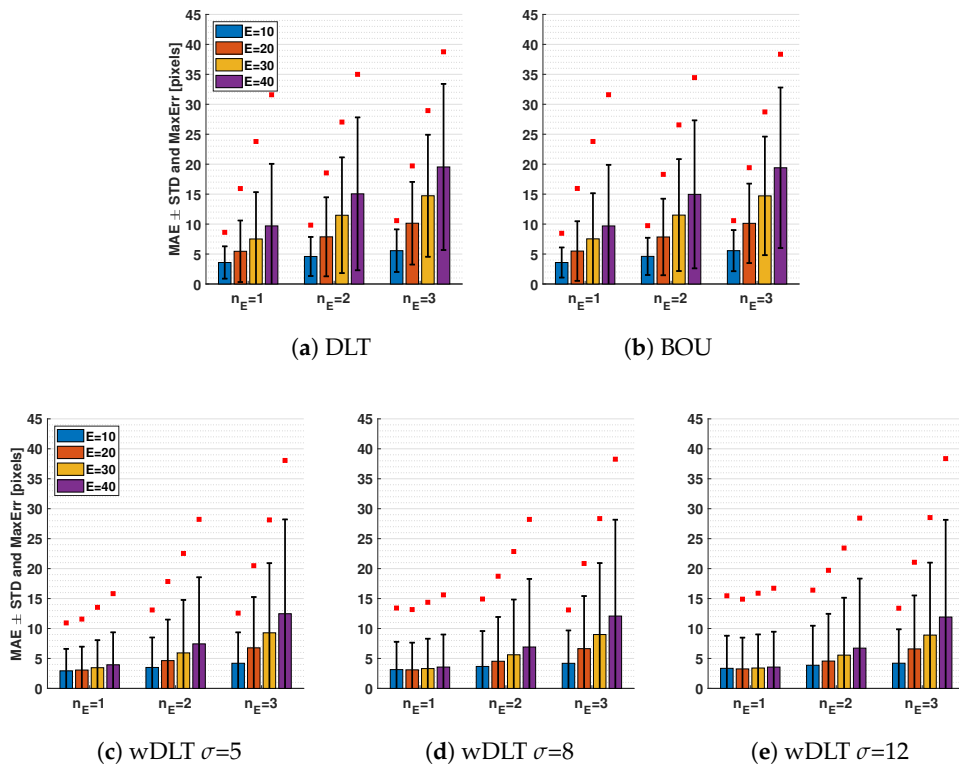 MAE ± STD and MaxErr [pixels]
45
40
35
30
25
20
15
10
5
0
E=10
E=20
E=30
E=40
n_E=1 n_E=2 n_E=3
(a) DLT
45
40
35
30
25
20
15
10
5
0
n_E=1 n_E=2 n_E=3
(b) BOU
MAE ± STD and MaxErr [pixels]
45
40
35
30
25
20
15
10
5
0
E=10
E=20
E=30
E=40
n_E=1 n_E=2 n_E=3
(c) wDLT σ=5
45
40
35
30
25
20
15
10
5
0
n_E=1 n_E=2 n_E=3
(d) wDLT σ=8
45
40
35
30
25
20
15
10
5
0
n_E=1 n_E=2 n_E=3
(e) wDLT σ=12